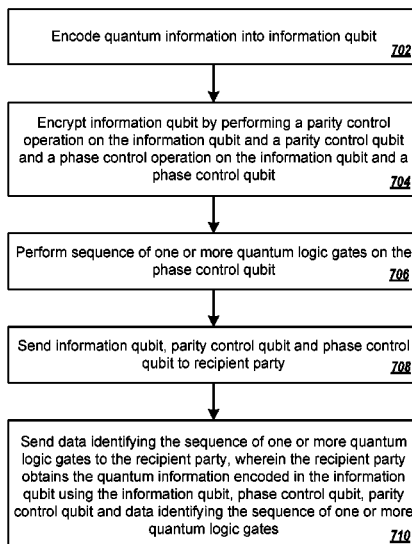 Encode quantum information into information qubit
702
Encrypt information qubit by performing a parity control
operation on the information qubit and a parity control qubit
and a phase control operation on the information qubit and a
phase control qubit
704
Perform sequence of one or more quantum logic gates on the
phase control qubit
706
Send information qubit, parity control qubit and phase control
qubit to recipient party
708
Send data identifying the sequence of one or more quantum
logic gates to the recipient party, wherein the recipient party
obtains the quantum information encoded in the information
qubit using the information qubit, phase control qubit, parity
control qubit and data identifying the sequence of one or more
quantum logic gates
710